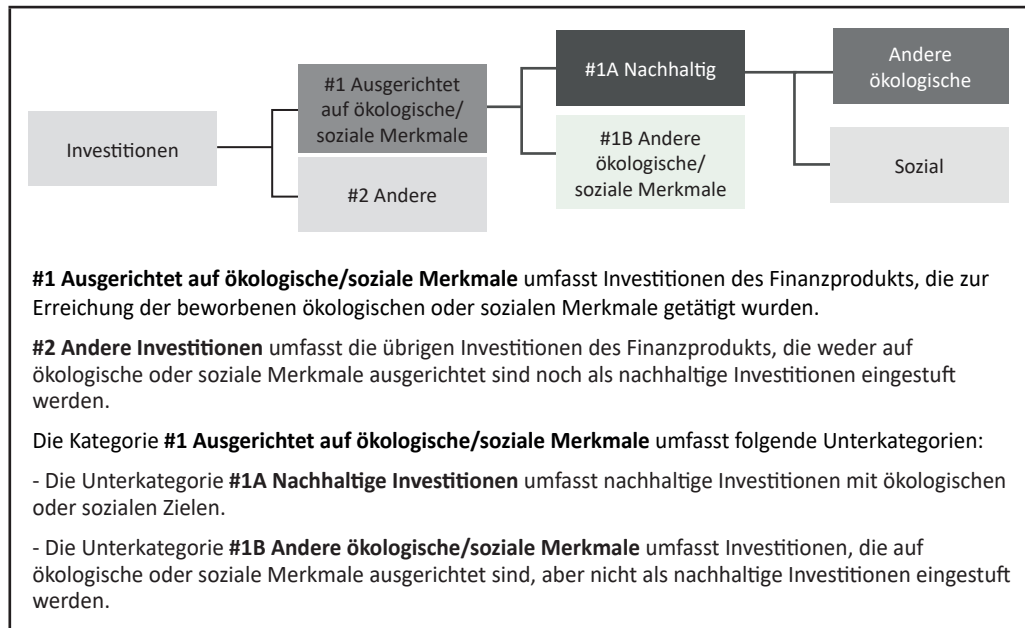 Investitionen
#1 Ausgerichtet
auf ökologische/
soziale Merkmale
#2 Andere
#1A Nachhaltig
#1B Andere
ökologische/
soziale Merkmale
Andere
ökologische
Sozial
#1 Ausgerichtet auf ökologische/soziale Merkmale umfasst Investitionen des Finanzprodukts, die zur
Erreichung der beworbenen ökologischen oder sozialen Merkmale getätigt wurden.
#2 Andere Investitionen umfasst die übrigen Investitionen des Finanzprodukts, die weder auf
ökologische oder soziale Merkmale ausgerichtet sind noch als nachhaltige Investitionen eingestuft
werden.
Die Kategorie #1 Ausgerichtet auf ökologische/soziale Merkmale umfasst folgende Unterkategorien:
- Die Unterkategorie #1A Nachhaltige Investitionen umfasst nachhaltige Investitionen mit ökologischen
oder sozialen Zielen.
- Die Unterkategorie #1B Andere ökologische/soziale Merkmale umfasst Investitionen, die auf
ökologische oder soziale Merkmale ausgerichtet sind, aber nicht als nachhaltige Investitionen eingestuft
werden.